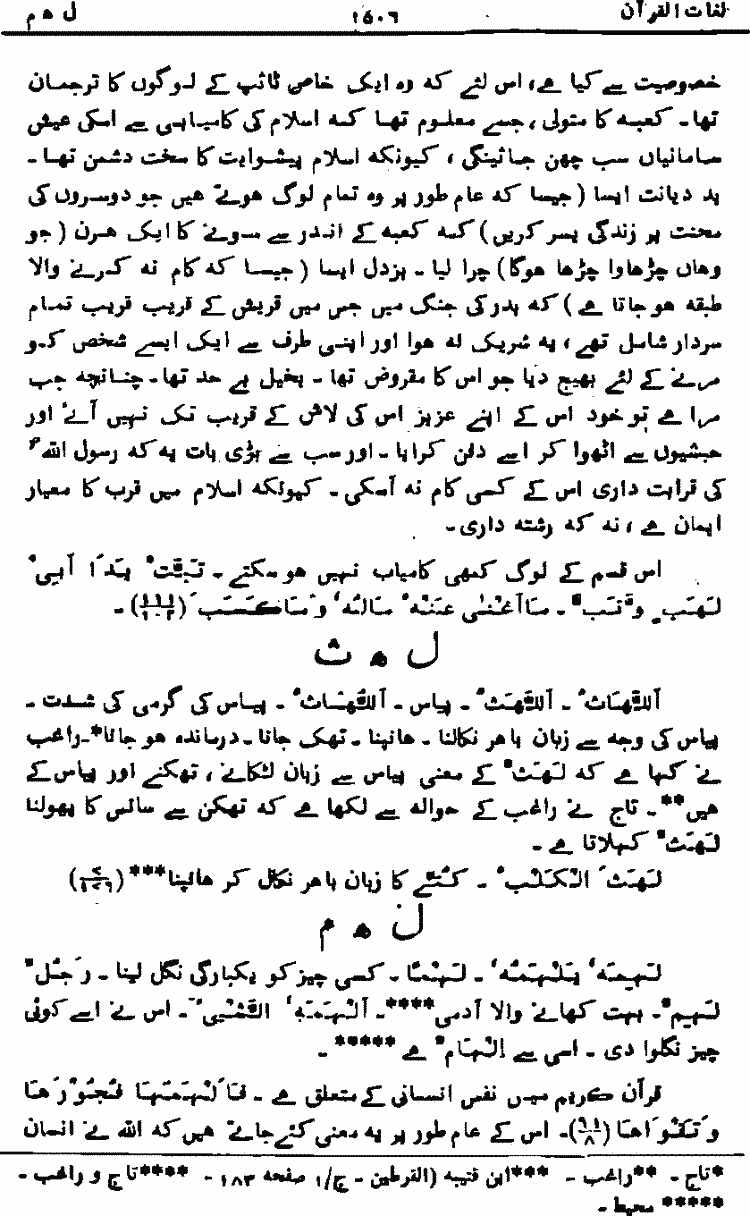 لغات القرآن ۱۵۰۶ ل ھ م
خصوصیت سے کیا ہے، اس لئے کہ وہ ایک خاص ٹائپ کے لوگوں کا ترجمان
تھا۔ کعبہ کا متولی، جسے معلوم تھا کہ اسلام کی کامیابی سے اسکی عیش
سامانیاں سب چھن جائینگی، کیونکہ اسلام پیشوایت کا سخت دشمن تھا۔
بد دیانت ایسا (جیسا کہ عام طور پر وہ تمام لوگ ہوتے ہیں جو دوسروں کی
محنت پر زندگی بسر کریں) کہ کعبہ کے اندر سے سونے کا ایک ہرن (جو
وہاں چڑھاوا چڑھا ہوگا) چرا لیا۔ بزدل ایسا (جیسا کہ کام نہ کرنے والا
طبقہ ہو جاتا ہے) کہ بدر کی جنگ میں جس میں قریش کے قریب قریب تمام
سردار شامل تھے، یہ شریک نہ ہوا اور اپنی طرف سے ایک ایسے شخص کو
مرنے کے لئے بھیج دیا جو اس کا مقروض تھا۔ بخیل بے حد تھا۔ چنانچہ جب
مرا ہے تو خود اس کے اپنے عزیز اس کی لاش کے قریب تک نہیں آئے اور
حبشیوں سے اٹھوا کر اسے دفن کرایا۔ اور سب سے بڑی بات یہ کہ رسول اللہؐ
کی قرابت داری اس کے کسی کام نہ آسکی۔ کیونکہ اسلام میں قرب کا معیار
ایمان ہے، نہ کہ رشتہ داری۔
اس قسم کے لوگ کبھی کامیاب نہیں ہو سکتے۔ تَبَّتْ یَدَا اَبِیْ
لَھَبٍ وَّتَبَّ۔ مَا اَغْنٰی عَنْہُ مَالُہٗ وَمَا کَسَبَ (۱۱۱/۱-۲)۔
ل ھ ث
اَللَّھَاثُ۔ اَللَّھَثُ۔ پیاس۔ اَللُّھَاثُ۔ پیاس کی گرمی کی شدت۔
پیاس کی وجہ سے زبان باہر نکالنا۔ ہانپنا۔ تھک جانا۔ درماندہ ہو جانا*۔ راغب
نے کہا ہے کہ لَھَثَ کے معنی پیاس سے زبان لٹکانے، تھکنے اور پیاس کے
ہیں**۔ تاج نے راغب کے حوالہ سے لکھا ہے کہ تھکن سے سانس کا پھولنا
لَھَثٌ کہلاتا ہے۔
لَھَثَ الْکَلْبُ۔ کُتّے کا زبان باہر نکال کر ہانپنا*** (۷/۱۷۶)
ل ھ م
لَھِمَہٗ یَلْھَمُہٗ۔ لَھْمًا۔ کسی چیز کو یکبارگی نگل لینا۔ رَجُلٌ
لَھِمٌ۔ بہت کھانے والا آدمی****۔ اَلْھَمَہُ الشَّیْیَٔ۔ اس نے اسے کوئی
چیز نگلوا دی۔ اسی سے اِلْہَامٌ ہے*****۔
قرآن کریم میں نفس انسانی کے متعلق ہے۔ فَاَلْھَمَہَا فُجُوْرَھَا
وَتَقْوٰاھَا (۹۱/۸)۔ اس کے عام طور پر یہ معنی کئے جاتے ہیں کہ اللہ نے انسان
*تاج۔ **راغب۔ ***ابن قتیبہ (القرطین۔ ج/۱ صفحہ ۱۸۳۔ ****تاج و راغب۔
*****محیط۔